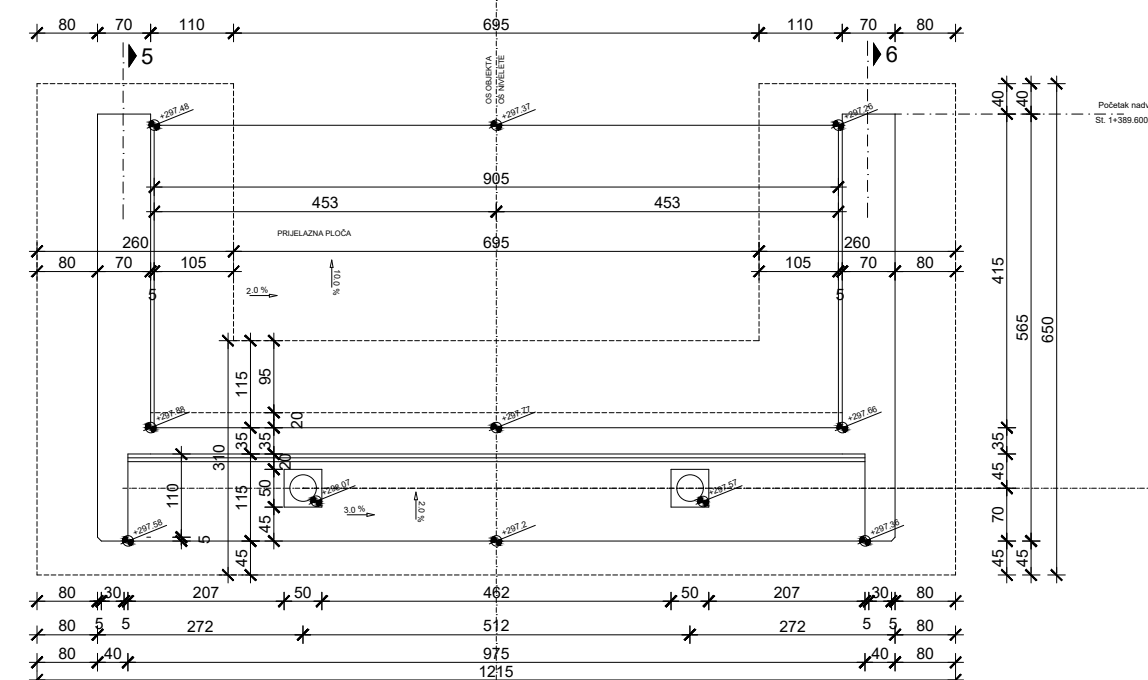 80 70 110 695 110 70 80
5 6
OS OBJEKTA
OS NIVELETE
40 40
Početak nadv
St. 1+389.600
+297.48 +297.37 +297.26
905
453 453
PRIJELAZNA PLOČA
260 695 260
80 70 105 105 70 80
5 5
2.0 %
10.0 %
415 565 650
115 95
+297.88 +297.77 +297.66
20
35 35 35
310
20
45
110 115 50
+298.07 +297.57
3.0 %
2.0 %
70
45
+297.58 +297.2 +297.36
5
45 45 45
80 30 207 50 462 50 207 30 80
5 5 5 5
80 272 512 272 80
80 40 975 40 80
1215